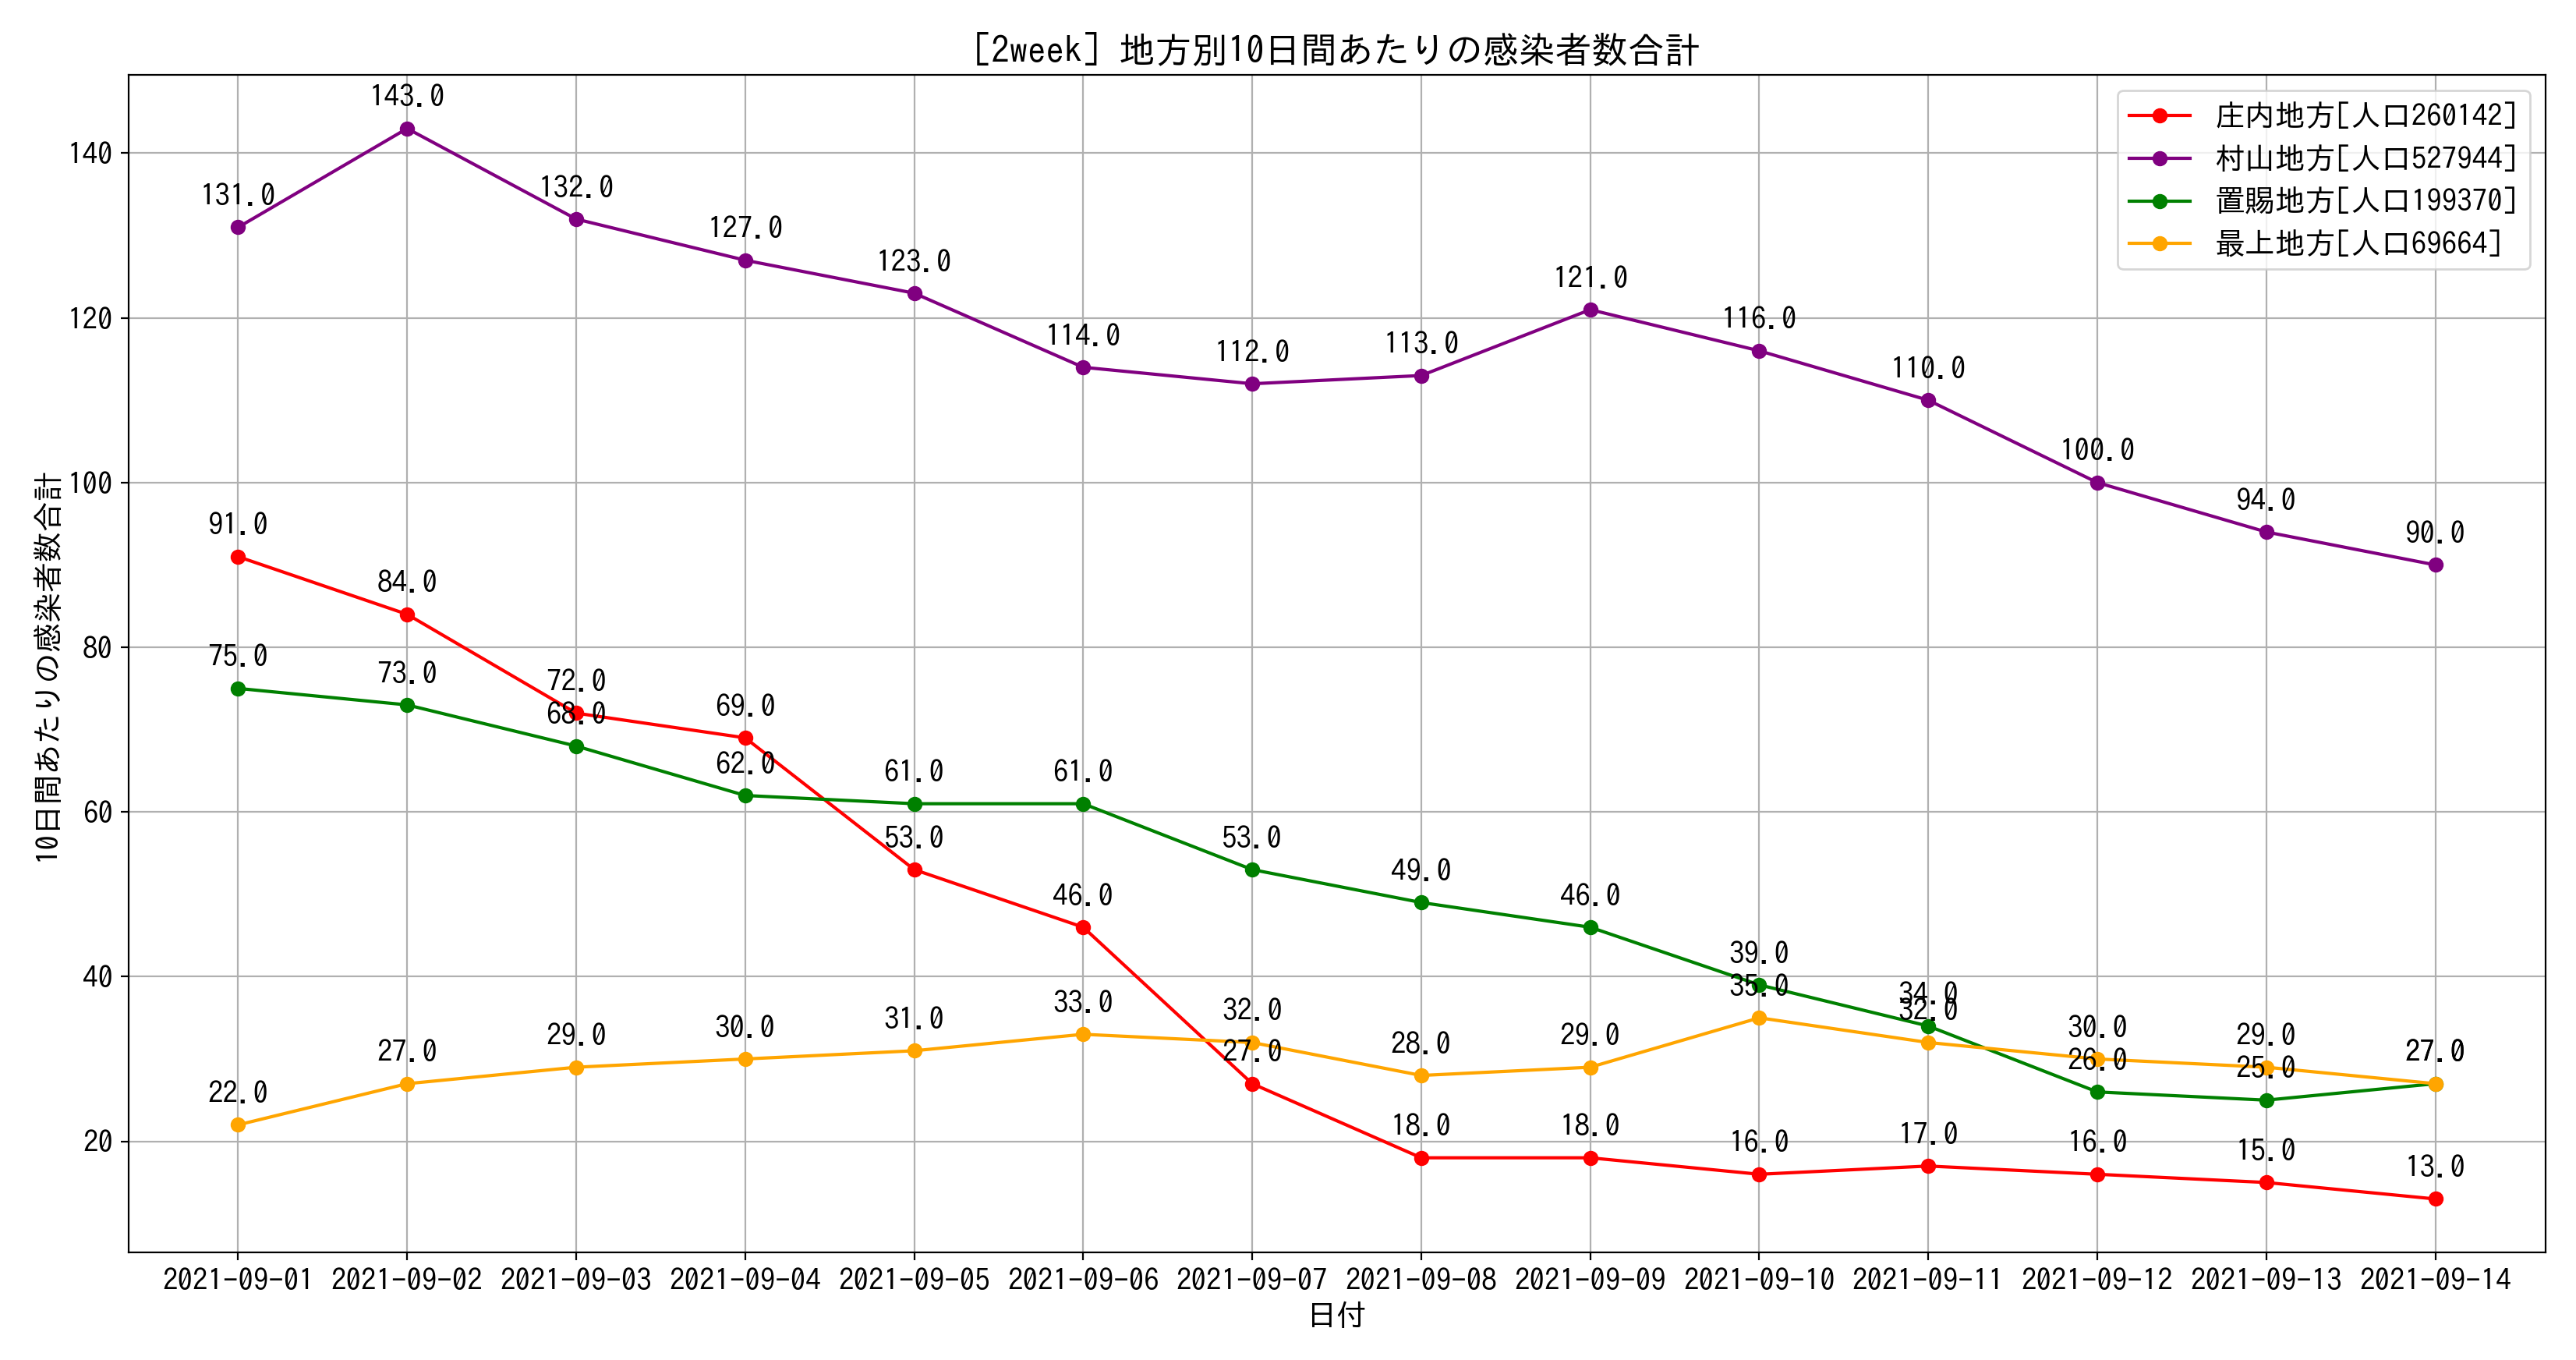 [2week] 地方別10日間あたりの感染者数合計
庄内地方[人口260142]
村山地方[人口527944]
置賜地方[人口199370]
最上地方[人口69664]
10日間あたりの感染者数合計
140
120
100
80
60
40
20
131.0 143.0 132.0 127.0 123.0 114.0 112.0 113.0 121.0 116.0 110.0 100.0 94.0 90.0
91.0 84.0 72.0 69.0 53.0 46.0 27.0 18.0 18.0 16.0 17.0 16.0 15.0 13.0
75.0 73.0 68.0 62.0 61.0 61.0 53.0 49.0 46.0 39.0 34.0 26.0 25.0 27.0
22.0 27.0 29.0 30.0 31.0 33.0 32.0 28.0 29.0 35.0 32.0 30.0 29.0 27.0
2021-09-01 2021-09-02 2021-09-03 2021-09-04 2021-09-05 2021-09-06 2021-09-07 2021-09-08 2021-09-09 2021-09-10 2021-09-11 2021-09-12 2021-09-13 2021-09-14
日付